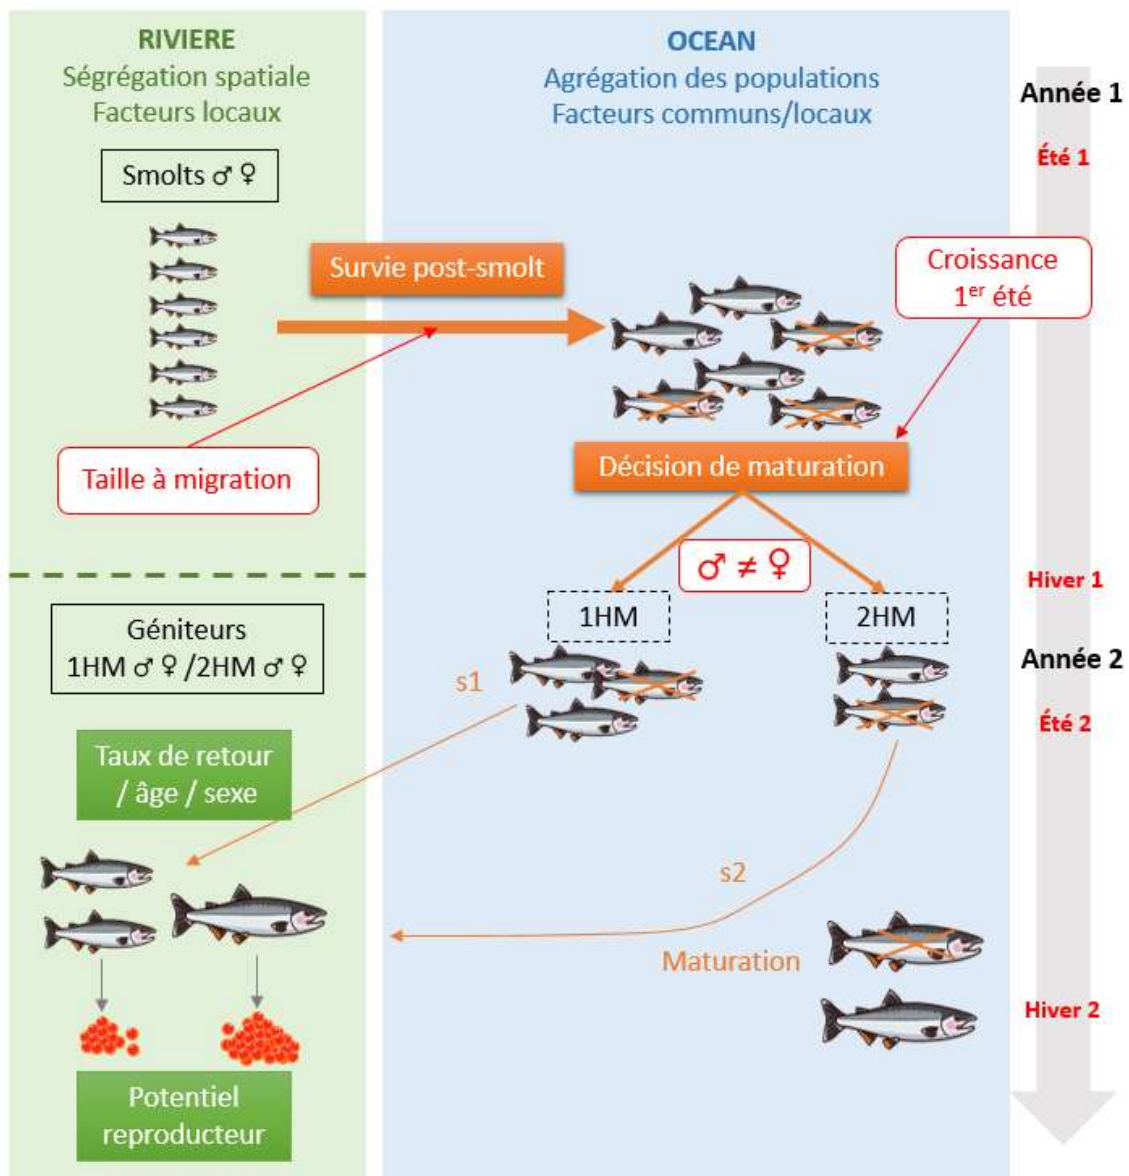 RIVIERE
Ségrégation spatiale
Facteurs locaux
Smolts ♂ ♀
OCEAN
Agrégation des populations
Facteurs communs/locaux
Année 1
Été 1
Survie post-smolt
Croissance
1er été
Taille à migration
Décision de maturation
♂ ≠ ♀
Hiver 1
1HM
2HM
Géniteurs
1HM ♂ ♀ /2HM ♂ ♀
Année 2
s1
Été 2
Taux de retour
/ âge / sexe
s2
Maturation
Hiver 2
Potentiel
reproducteur